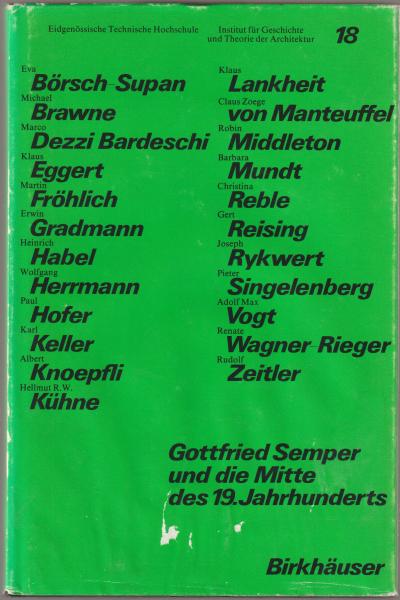 Eidgenössische Technische Hochschule
Institut für Geschichte
und Theorie der Architektur
18
Eva
Börsch-Supan
Michael
Brawne
Marco
Dezzi Bardeschi
Klaus
Eggert
Martin
Fröhlich
Erwin
Gradmann
Heinrich
Habel
Wolfgang
Herrmann
Paul
Hofer
Karl
Keller
Albert
Knoepfli
Hellmut R.W.
Kühne
Klaus
Lankheit
Claus Zoege
von Manteuffel
Robin
Middleton
Barbara
Mundt
Christina
Reble
Gert
Reising
Joseph
Rykwert
Pieter
Singelenberg
Adolf Max
Vogt
Renate
Wagner-Rieger
Rudolf
Zeitler
Gottfried Semper
und die Mitte
des 19. Jahrhunderts
Birkhäuser